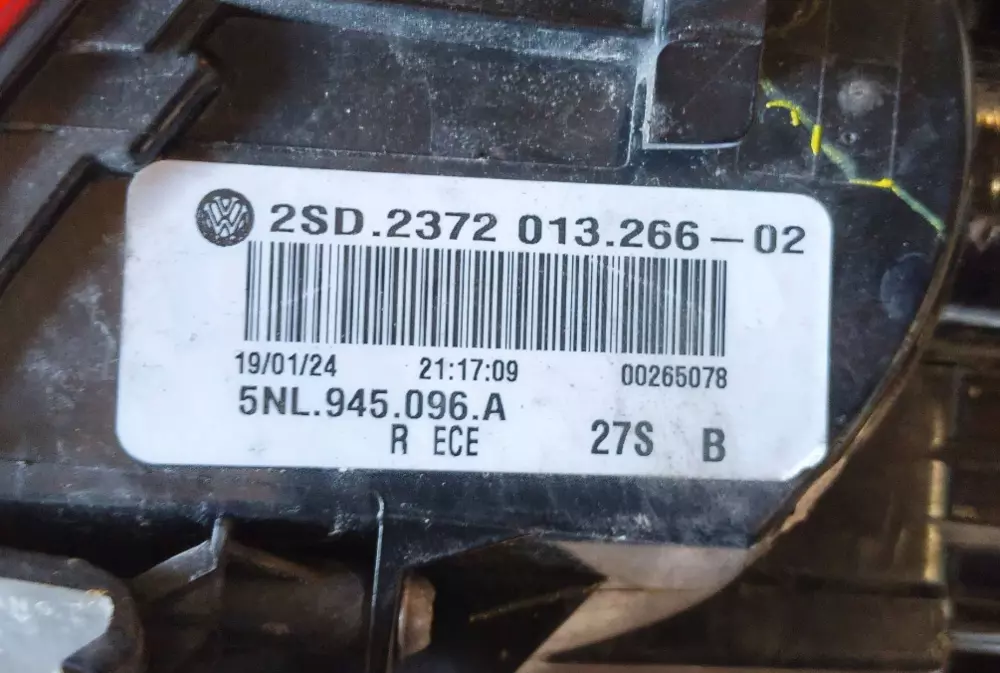 2SD.2372 013.266-02
19/01/24 21:17:09 00265078
5NL.945.096.A
R ECE 27S B